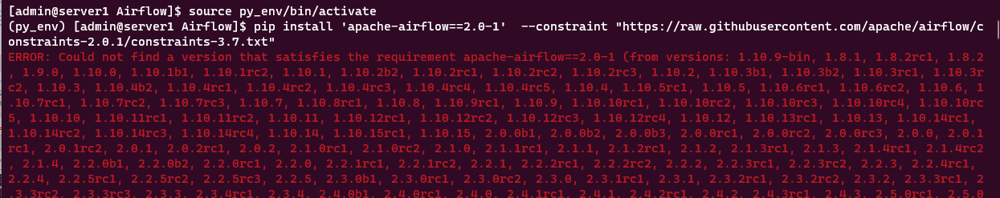 [admin@server1 Airflow]$ source py_env/bin/activate
(py_env) [admin@server1 Airflow]$ pip install 'apache-airflow==2.0-1'  --constraint "https://raw.githubusercontent.com/apache/airflow/c
onstraints-2.0.1/constraints-3.7.txt"
ERROR: Could not find a version that satisfies the requirement apache-airflow==2.0-1 (from versions: 1.10.9-bin, 1.8.1, 1.8.2rc1, 1.8.2
, 1.9.0, 1.10.0, 1.10.1b1, 1.10.1rc2, 1.10.1, 1.10.2b2, 1.10.2rc1, 1.10.2rc2, 1.10.2rc3, 1.10.2, 1.10.3b1, 1.10.3b2, 1.10.3rc1, 1.10.3r
c2, 1.10.3, 1.10.4b2, 1.10.4rc1, 1.10.4rc2, 1.10.4rc3, 1.10.4rc4, 1.10.4rc5, 1.10.4, 1.10.5rc1, 1.10.5, 1.10.6rc1, 1.10.6rc2, 1.10.6, 1
.10.7rc1, 1.10.7rc2, 1.10.7rc3, 1.10.7, 1.10.8rc1, 1.10.8, 1.10.9rc1, 1.10.9, 1.10.10rc1, 1.10.10rc2, 1.10.10rc3, 1.10.10rc4, 1.10.10rc
5, 1.10.10, 1.10.11rc1, 1.10.11rc2, 1.10.11, 1.10.12rc1, 1.10.12rc2, 1.10.12rc3, 1.10.12rc4, 1.10.12, 1.10.13rc1, 1.10.13, 1.10.14rc1,
1.10.14rc2, 1.10.14rc3, 1.10.14rc4, 1.10.14, 1.10.15rc1, 1.10.15, 2.0.0b1, 2.0.0b2, 2.0.0b3, 2.0.0rc1, 2.0.0rc2, 2.0.0rc3, 2.0.0, 2.0.1
rc1, 2.0.1rc2, 2.0.1, 2.0.2rc1, 2.0.2, 2.1.0rc1, 2.1.0rc2, 2.1.0, 2.1.1rc1, 2.1.1, 2.1.2rc1, 2.1.2, 2.1.3rc1, 2.1.3, 2.1.4rc1, 2.1.4rc2
, 2.1.4, 2.2.0b1, 2.2.0b2, 2.2.0rc1, 2.2.0, 2.2.1rc1, 2.2.1rc2, 2.2.1, 2.2.2rc1, 2.2.2rc2, 2.2.2, 2.2.3rc1, 2.2.3rc2, 2.2.3, 2.2.4rc1,
2.2.4, 2.2.5rc1, 2.2.5rc2, 2.2.5rc3, 2.2.5, 2.3.0b1, 2.3.0rc1, 2.3.0rc2, 2.3.0, 2.3.1rc1, 2.3.1, 2.3.2rc1, 2.3.2rc2, 2.3.2, 2.3.3rc1, 2
.3.3rc2, 2.3.3rc3, 2.3.3, 2.3.4rc1, 2.3.4, 2.4.0b1, 2.4.0rc1, 2.4.0, 2.4.1rc1, 2.4.1, 2.4.2rc1, 2.4.2, 2.4.3rc1, 2.4.3, 2.5.0rc1, 2.5.0